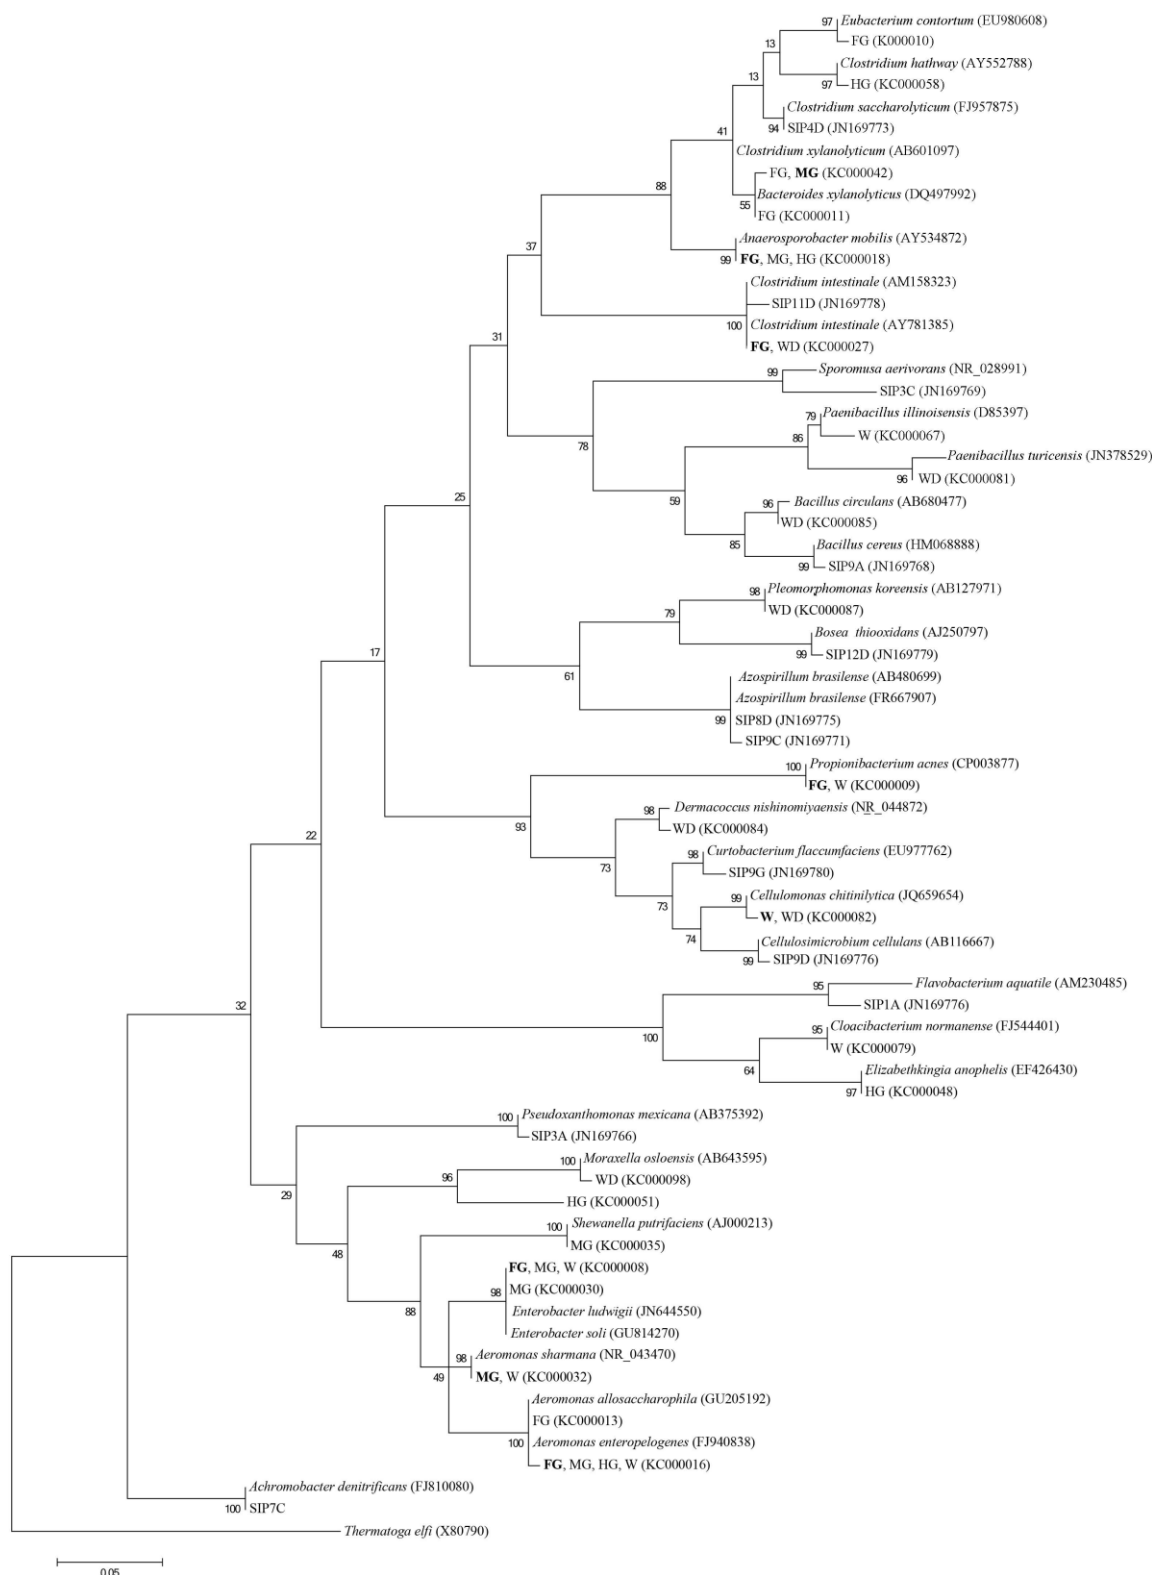 97 Eubacterium contortum (EU980608)
FG (K000010)
13
Clostridium hathway (AY552788)
97 HG (KC000058)
13
Clostridium saccharolyticum (FJ957875)
94 SIP4D (JN169773)
41
Clostridium xylanolyticum (AB601097)
FG, MG (KC000042)
88
Bacteroides xylanolyticus (DQ497992)
55 FG (KC000011)
Anaerosporobacter mobilis (AY534872)
99 FG, MG, HG (KC000018)
37
Clostridium intestinale (AM158323)
SIP11D (JN169778)
100 Clostridium intestinale (AY781385)
FG, WD (KC000027)
31
99 Sporomusa aerivorans (NR_028991)
SIP3C (JN169769)
79 Paenibacillus illinoisensis (D85397)
W (KC000067)
78
86
Paenibacillus turicensis (JN378529)
96 WD (KC000081)
25
59
96 Bacillus circulans (AB680477)
WD (KC000085)
85
Bacillus cereus (HM068888)
99 SIP9A (JN169768)
98 Pleomorphomonas koreensis (AB127971)
WD (KC000087)
79
Bosea thiooxidans (AJ250797)
99 SIP12D (JN169779)
17
61
Azospirillum brasilense (AB480699)
Azospirillum brasilense (FR667907)
99 SIP8D (JN169775)
SIP9C (JN169771)
100 Propionibacterium acnes (CP003877)
FG, W (KC000009)
98 Dermacoccus nishinomiyaensis (NR_044872)
93 WD (KC000084)
22
98 Curtobacterium flaccumfaciens (EU977762)
73 SIP9G (JN169780)
99 Cellulomonas chitinilytica (JQ659654)
73 W, WD (KC000082)
74 Cellulosimicrobium cellulans (AB116667)
99 SIP9D (JN169776)
95 Flavobacterium aquatile (AM230485)
32 SIP1A (JN169776)
95 Cloacibacterium normanense (FJ544401)
100 W (KC000079)
64 Elizabethkingia anophelis (EF426430)
97 HG (KC000048)
100 Pseudoxanthomonas mexicana (AB375392)
SIP3A (JN169766)
100 Moraxella osloensis (AB643595)
96 WD (KC000098)
29 HG (KC000051)
100 Shewanella putrifaciens (AJ000213)
48 MG (KC000035)
FG, MG, W (KC000008)
98 MG (KC000030)
88 Enterobacter ludwigii (JN644550)
Enterobacter soli (GU814270)
98 Aeromonas sharmana (NR_043470)
49 MG, W (KC000032)
Aeromonas allosaccharophila (GU205192)
FG (KC000013)
100 Aeromonas enteropelogenes (FJ940838)
FG, MG, HG, W (KC000016)
Achromobacter denitrificans (FJ810080)
100 SIP7C
Thermatoga elfi (X80790)
0.05